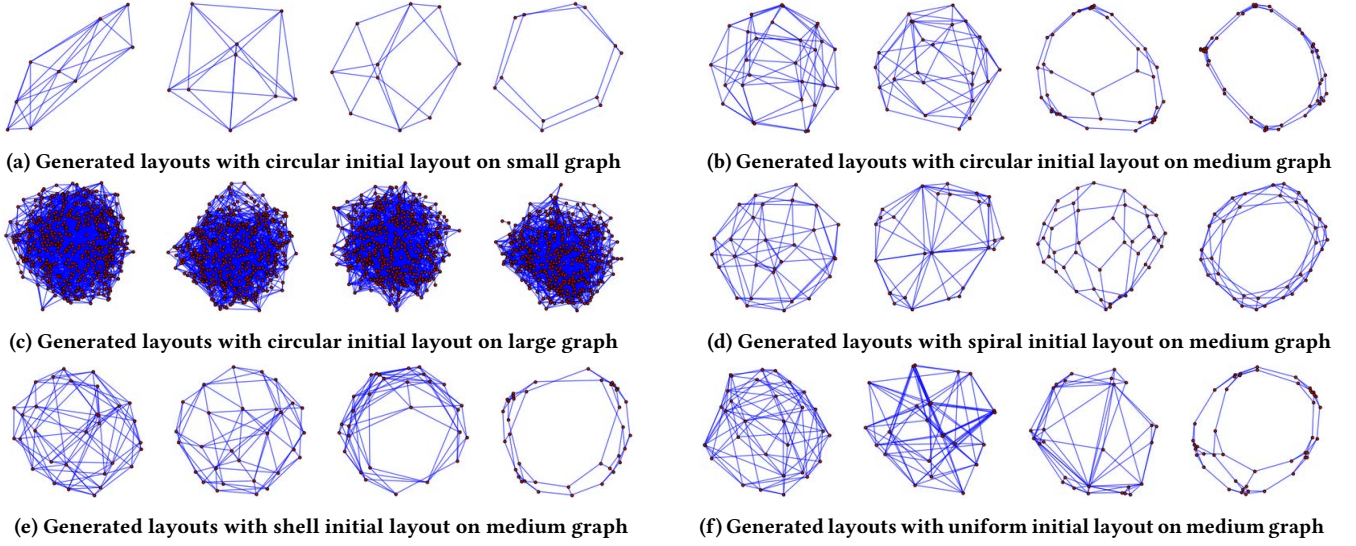 (a) Generated layouts with circular initial layout on small graph
(b) Generated layouts with circular initial layout on medium graph
(c) Generated layouts with circular initial layout on large graph
(d) Generated layouts with spiral initial layout on medium graph
(e) Generated layouts with shell initial layout on medium graph
(f) Generated layouts with uniform initial layout on medium graph